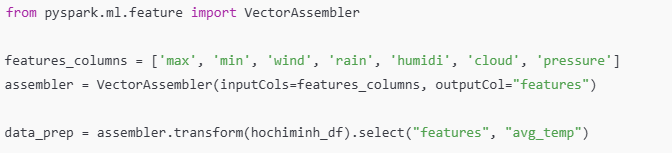 from pyspark.ml.feature import VectorAssembler
features_columns = ['max', 'min', 'wind', 'rain', 'humidi', 'cloud', 'pressure']
assembler = VectorAssembler(inputCols=features_columns, outputCol="features")
data_prep = assembler.transform(hochiminh_df).select("features", "avg_temp")